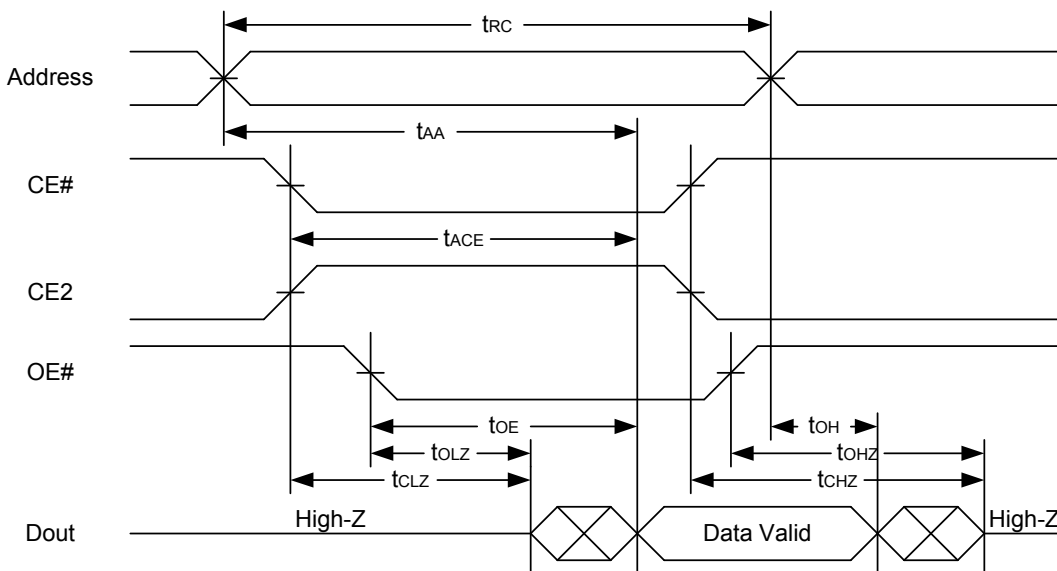 tRC
Address
tAA
CE#
tACE
CE2
OE#
tOE
tOH
tOLZ
tOHZ
tCLZ
tCHZ
High-Z
Data Valid
High-Z
Dout